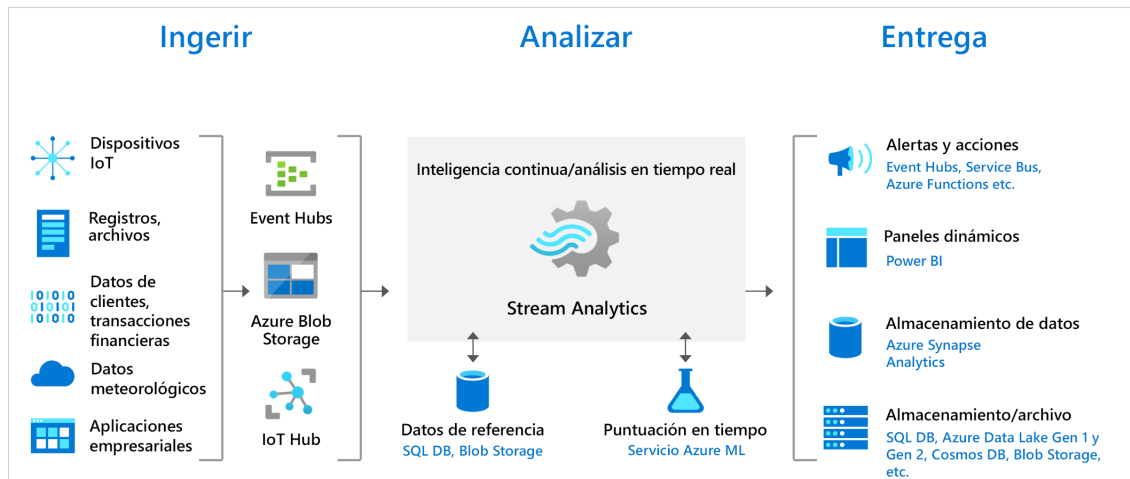 Ingerir
Analizar
Entrega
Dispositivos
IoT
Registros,
archivos
Datos de
clientes,
transacciones
financieras
Datos
meteorológicos
Aplicaciones
empresariales
Event Hubs
Azure Blob
Storage
IoT Hub
Inteligencia continua/análisis en tiempo real
Stream Analytics
Datos de referencia
SQL DB, Blob Storage
Puntuación en tiempo
Servicio Azure ML
Alertas y acciones
Event Hubs, Service Bus,
Azure Functions etc.
Paneles dinámicos
Power BI
Almacenamiento de datos
Azure Synapse
Analytics
Almacenamiento/archivo
SQL DB, Azure Data Lake Gen 1 y
Gen 2, Cosmos DB, Blob Storage,
etc.